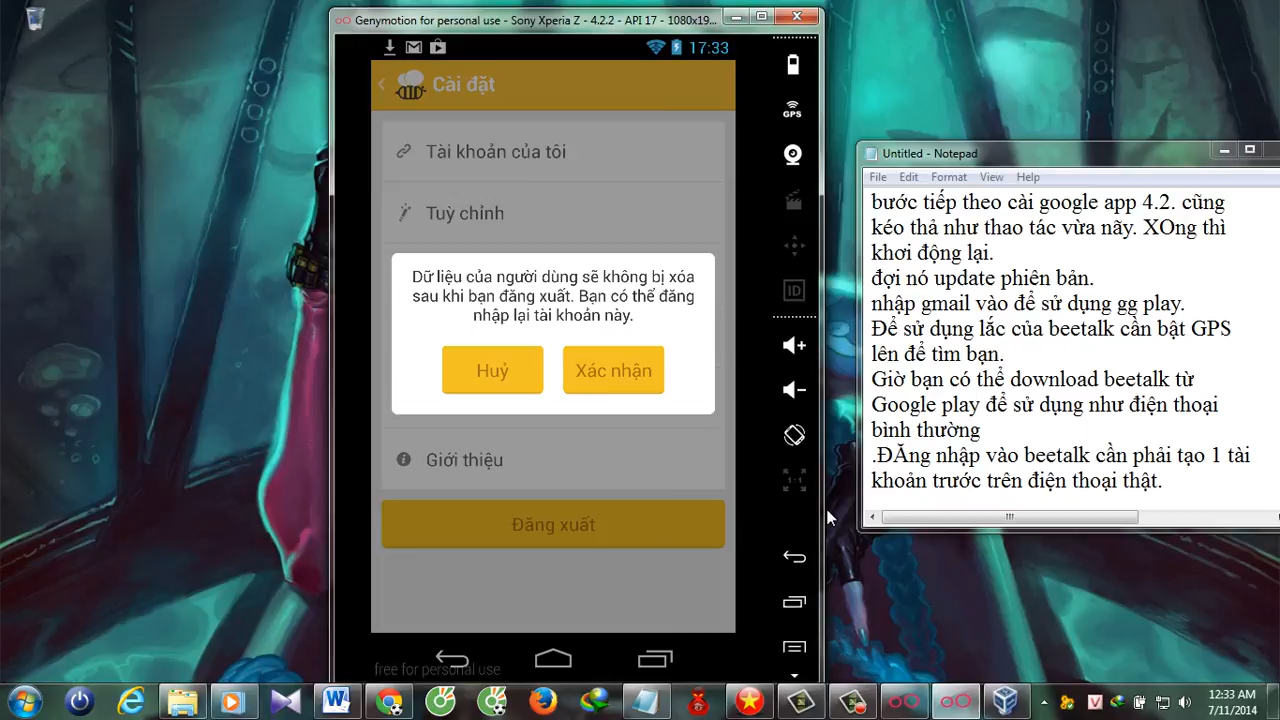 Genymotion for personal use - Sony Xperia Z - 4.2.2 - API 17 - 1080x19...
17:33
Cài đặt
Tài khoản của tôi
Tuỳ chỉnh
Dữ liệu của người dùng sẽ không bị xóa
sau khi bạn đăng xuất. Bạn có thể đăng
nhập lại tài khoản này.
Huỷ
Xác nhận
Giới thiệu
Đăng xuất
free for personal use
GPS
ID
1:1
Untitled - Notepad
File Edit Format View Help
bước tiếp theo cài google app 4.2. cũng
kéo thả như thao tác vừa nãy. XOng thì
khơi động lại.
đợi nó update phiên bản.
nhập gmail vào để sử dụng gg play.
Để sử dụng lắc của beetalk cần bật GPS
lên để tìm bạn.
Giờ bạn có thể download beetalk từ
Google play để sử dụng như điện thoại
bình thường
.ĐĂng nhập vào beetalk cần phải tạo 1 tài
khoản trước trên điện thoại thật.
12:33 AM
7/11/2014